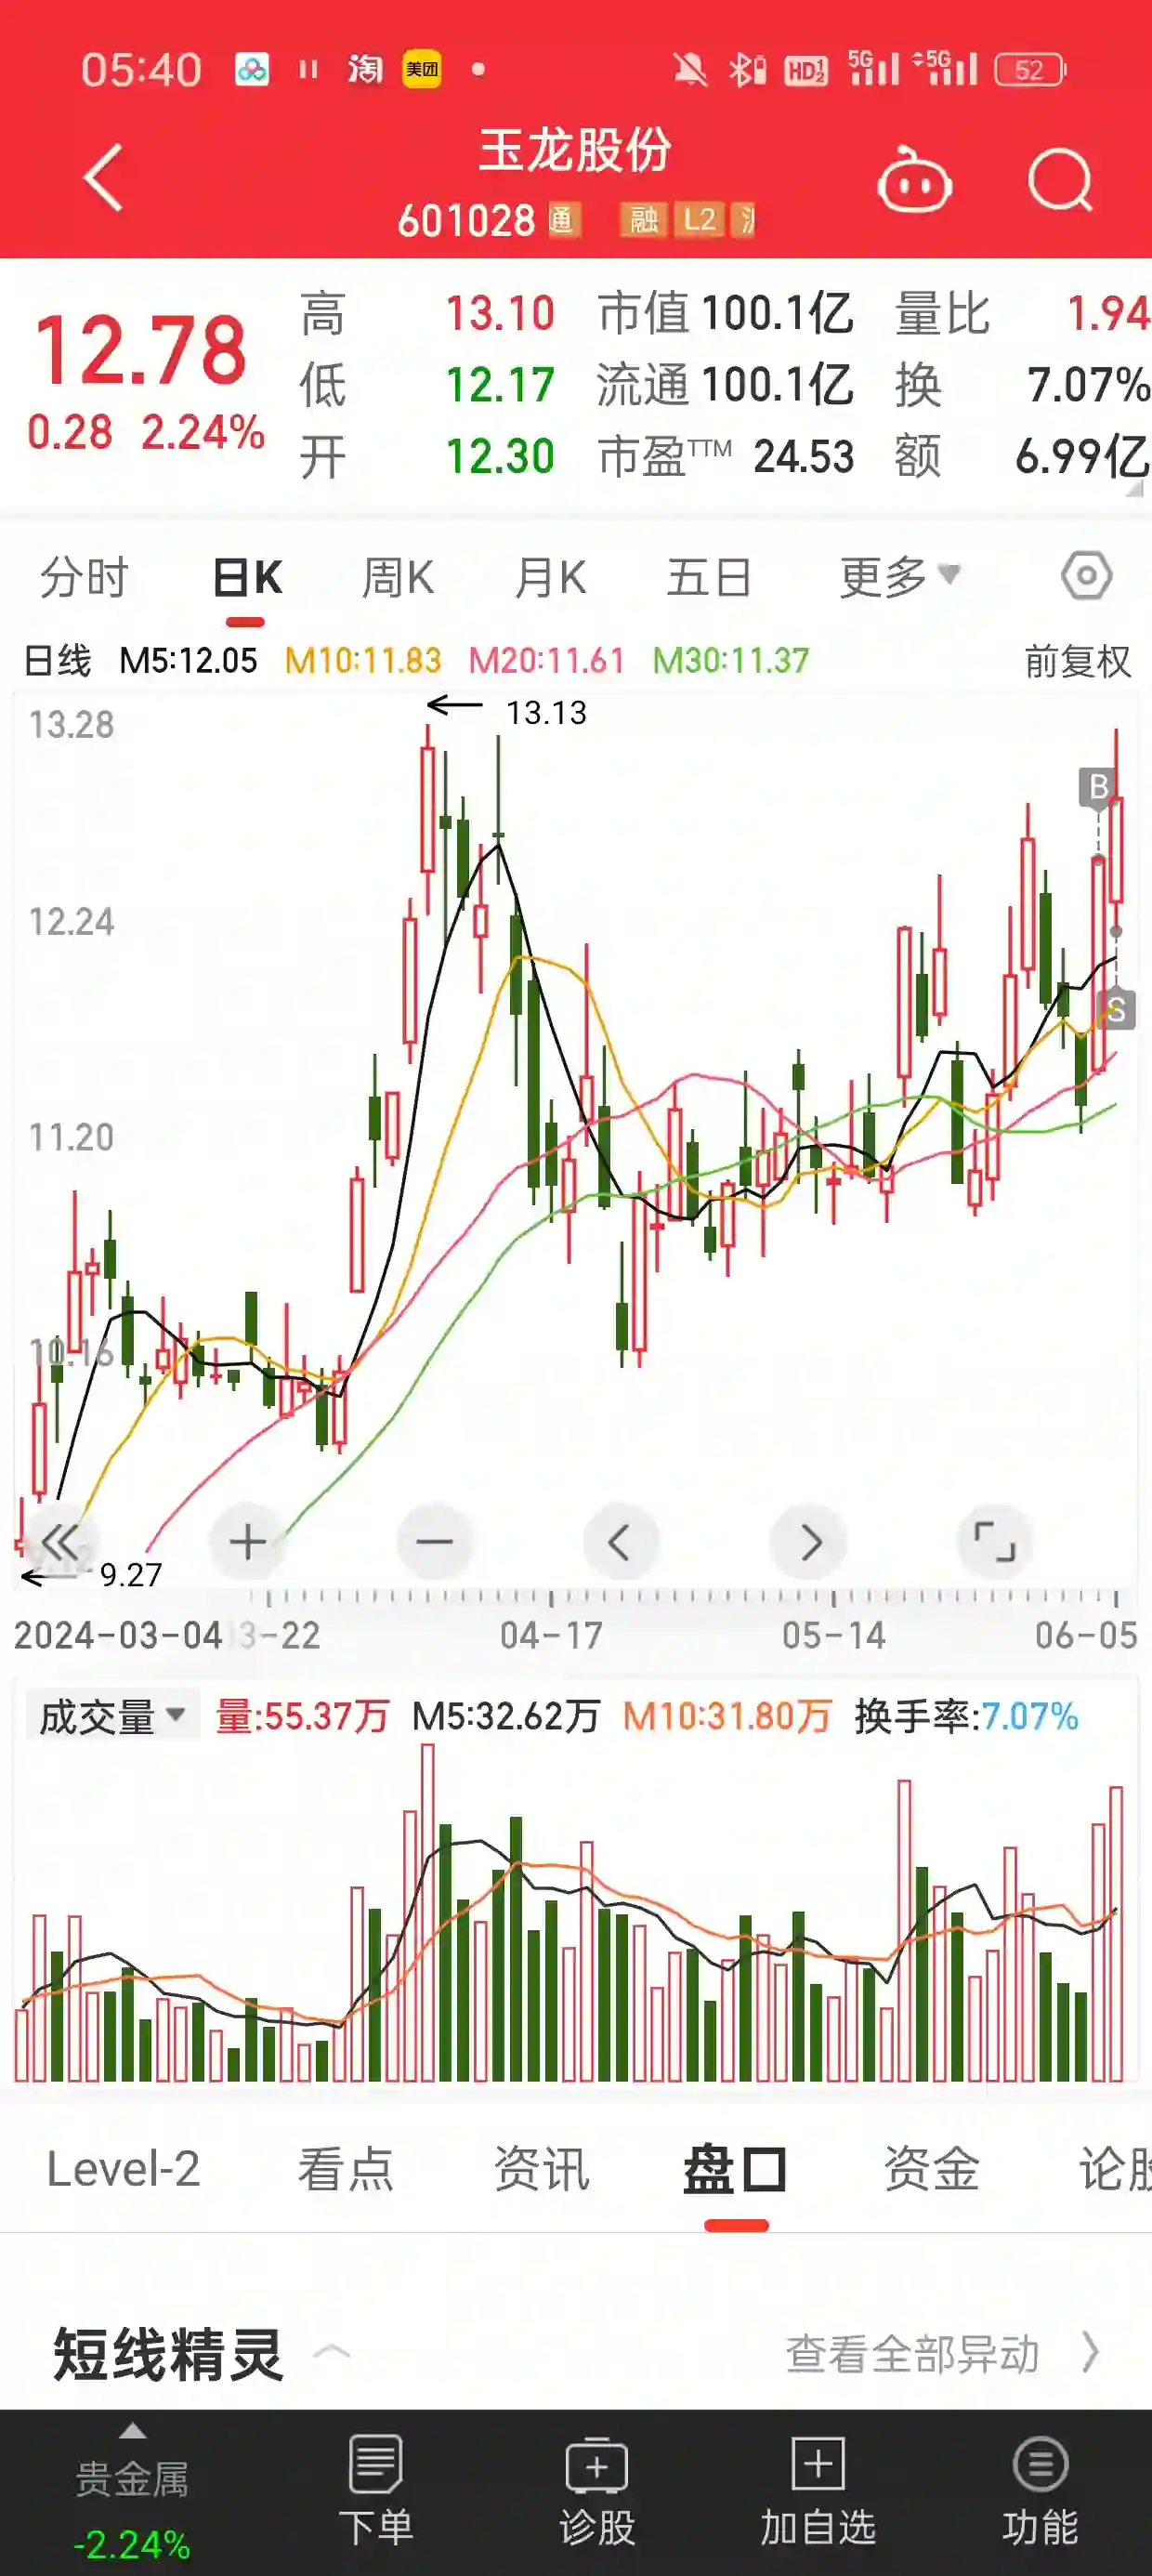 05:40 淘 美团 HD 1 2 5G 5G 52
玉龙股份
601028 通 融 L2
12.78
0.28 2.24%
高 13.10 市值 100.1亿 量比 1.94
低 12.17 流通 100.1亿 换 7.07%
开 12.30 市盈TTM 24.53 额 6.99亿
分时 日K 周K 月K 五日 更多
日线 M5:12.05 M10:11.83 M20:11.61 M30:11.37 前复权
13.28
13.13
B
12.24
S
11.20
10.16
9.27
2024-03-04 3-22 04-17 05-14 06-05
成交量 量:55.37万 M5:32.62万 M10:31.80万 换手率:7.07%
Level-2 看点 资讯 盘口 资金 论股
短线精灵 查看全部异动
贵金属 下单 诊股 加自选 功能
-2.24%